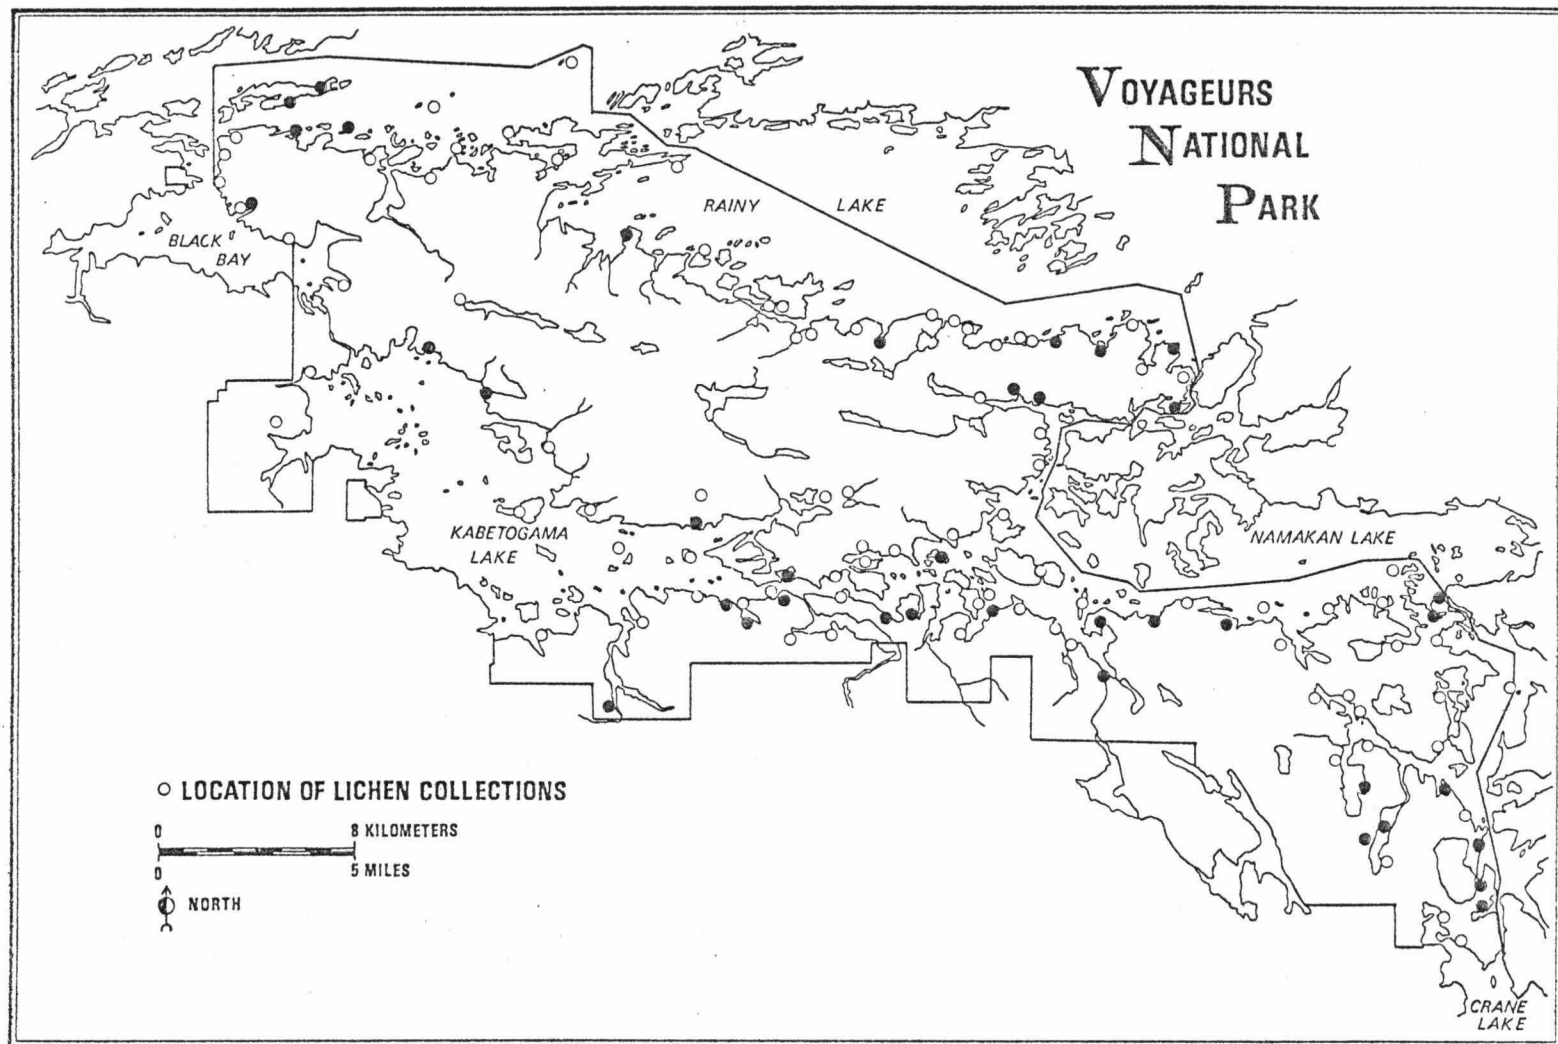 VOYAGEURS
NATIONAL
PARK
RAINY LAKE
BLACK
BAY
KABETOGAMA
LAKE
NAMAKAN LAKE
○ LOCATION OF LICHEN COLLECTIONS
0 8 KILOMETERS
0 5 MILES
NORTH
CRANE
LAKE